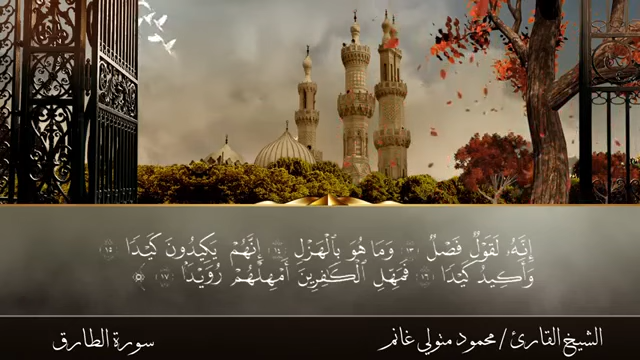 إِنَّهُۥ لَقَوْلٌ فَصْلٌ ١٣ وَمَا هُوَ بِٱلْهَزْلِ ١٤ إِنَّهُمْ يَكِيدُونَ كَيْدًا ١٥
وَأَكِيدُ كَيْدًا ١٦ فَمَهِّلِ ٱلْكَٰفِرِينَ أَمْهِلْهُمْ رُوَيْدًۢا ١٧
الشيخ القارئ / محمود متولي غانم
سورة الطارق